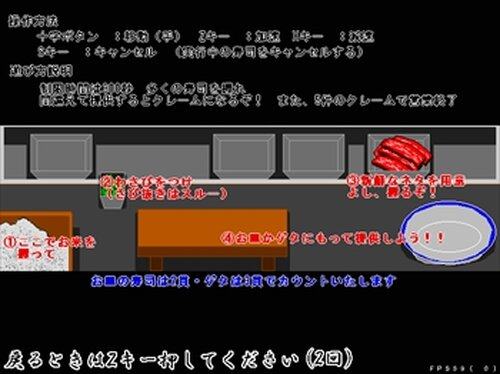 操作方法
十字ボタン ：移動(手) Zキー ：加速 Xキー ：減速
Sキー ：キャンセル (実行中の寿司をキャンセルする)
遊び方説明
制限時間は300秒 多くの寿司を握れ
間違えて提供するとクレームになるぞ！ また、5件のクレームで営業終了
②わさびをつけ
(さび抜きはスルー)
③新鮮なネタを用意
よし、握るぞ！
①ここでお米を
握って
④お皿かゲタにもって提供しよう！！
お皿の寿司は2貫・ゲタは3貫でカウントいたします
戻るときはZキー押してください(2回)